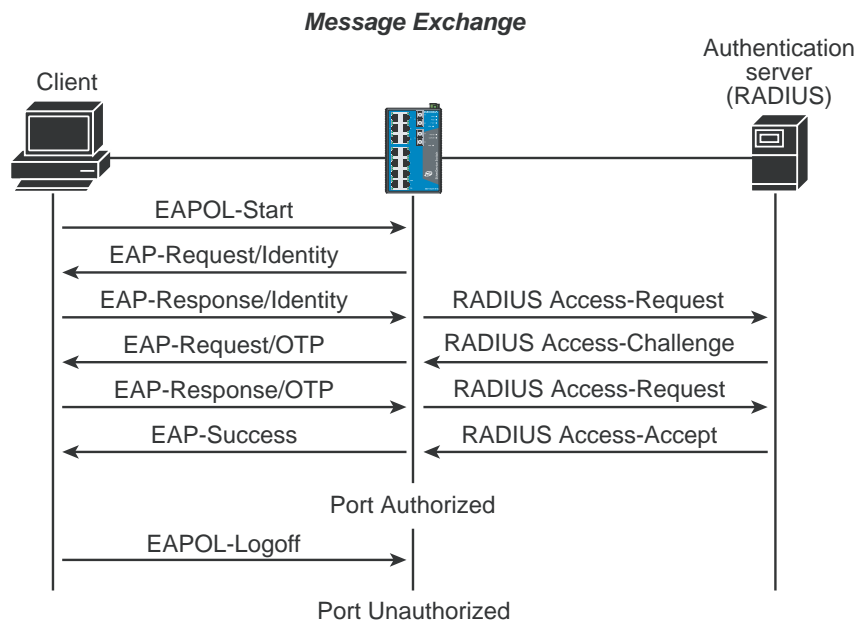 Message Exchange
Authentication
server
(RADIUS)
Client
EAPOL-Start
EAP-Request/Identity
EAP-Response/Identity
RADIUS Access-Request
EAP-Request/OTP
RADIUS Access-Challenge
EAP-Response/OTP
RADIUS Access-Request
EAP-Success
RADIUS Access-Accept
Port Authorized
EAPOL-Logoff
Port Unauthorized